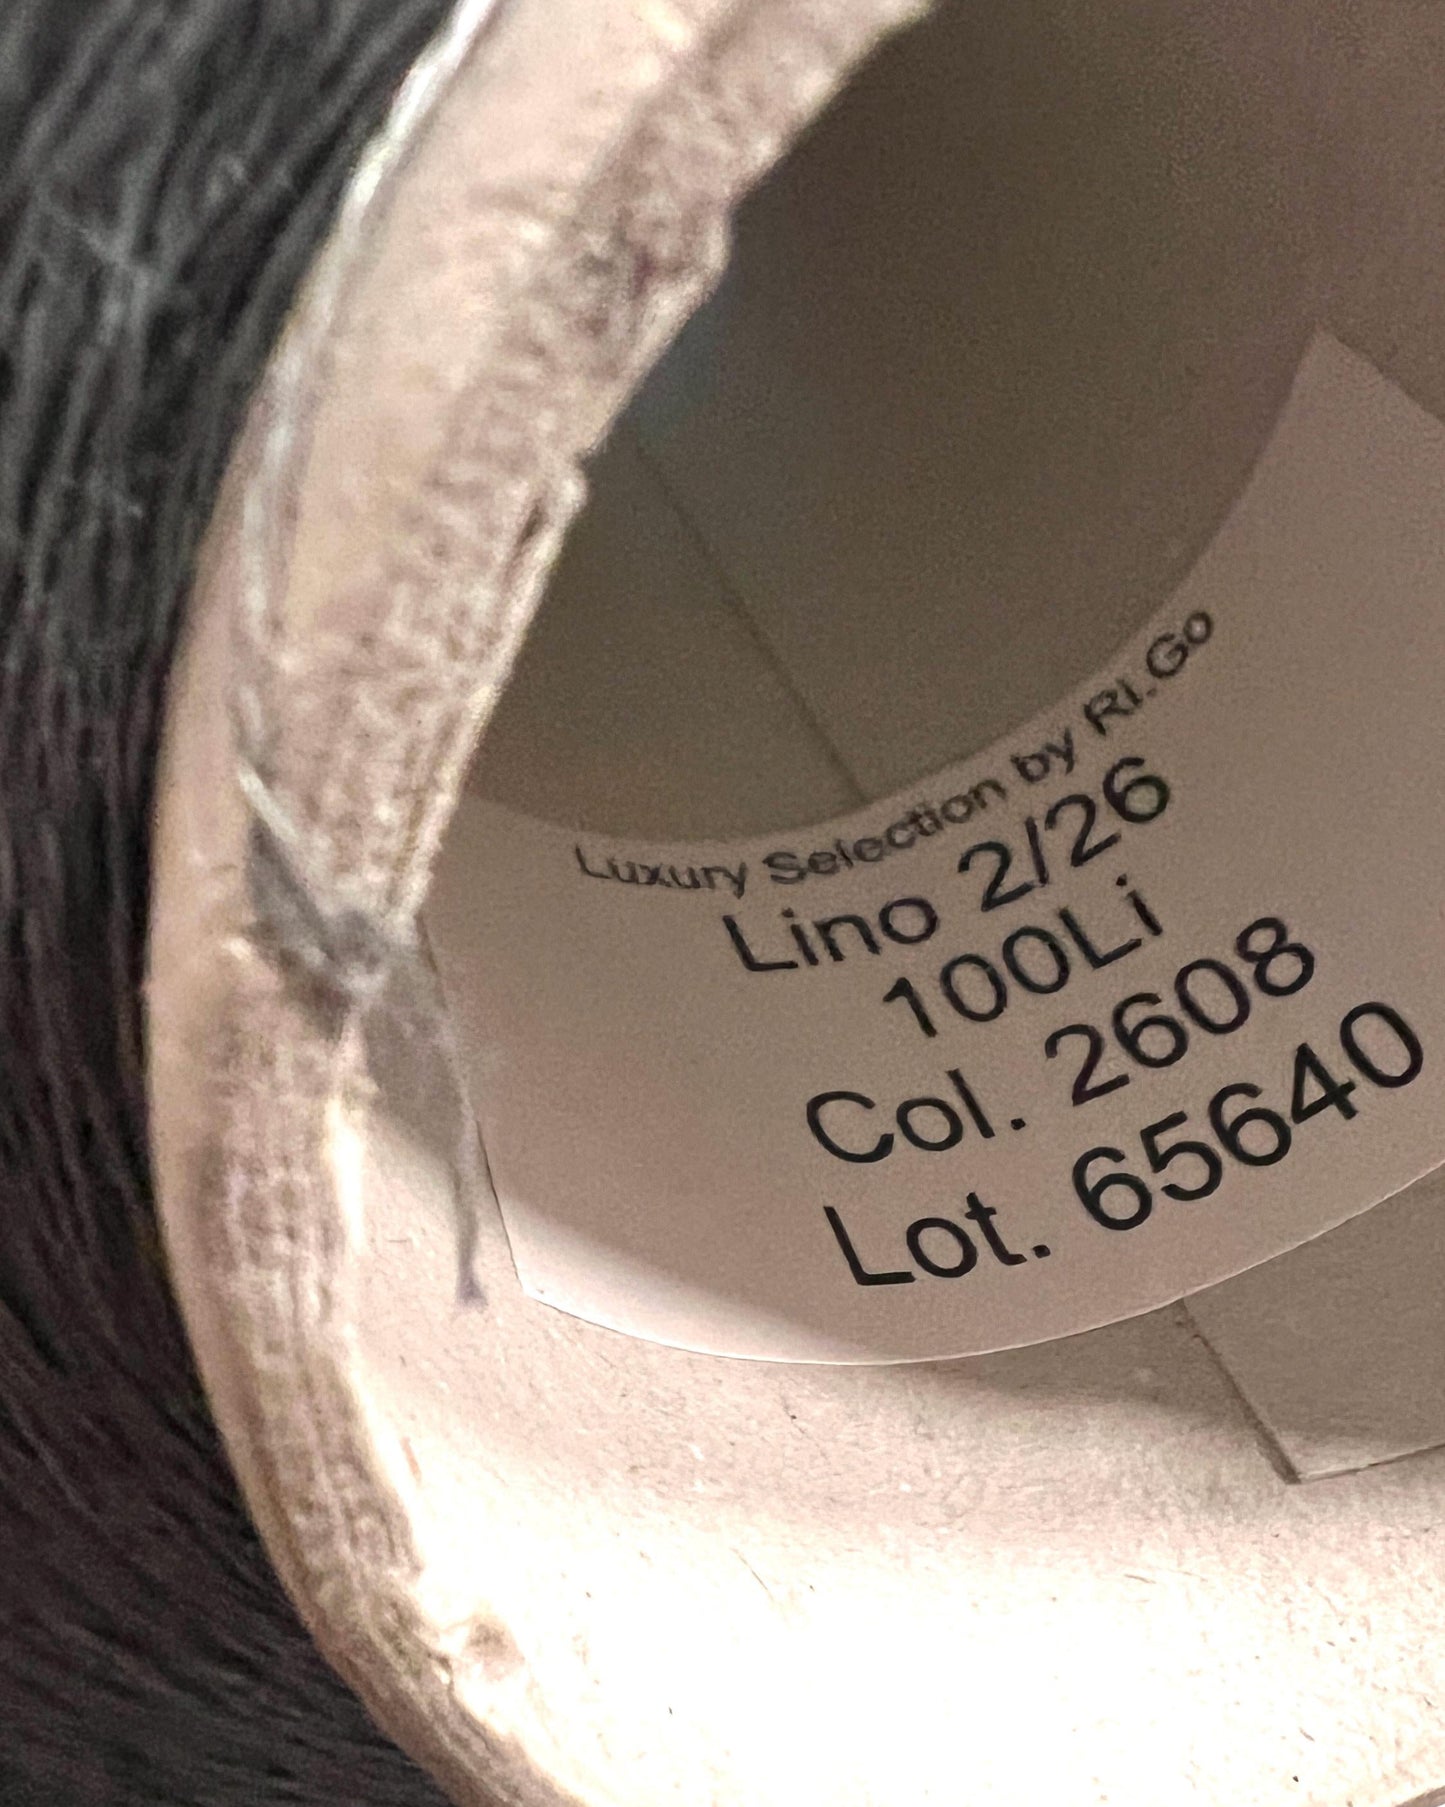 Luxury Selection by RI.Go
Lino 2/26
100Li
Col. 2608
Lot. 65640